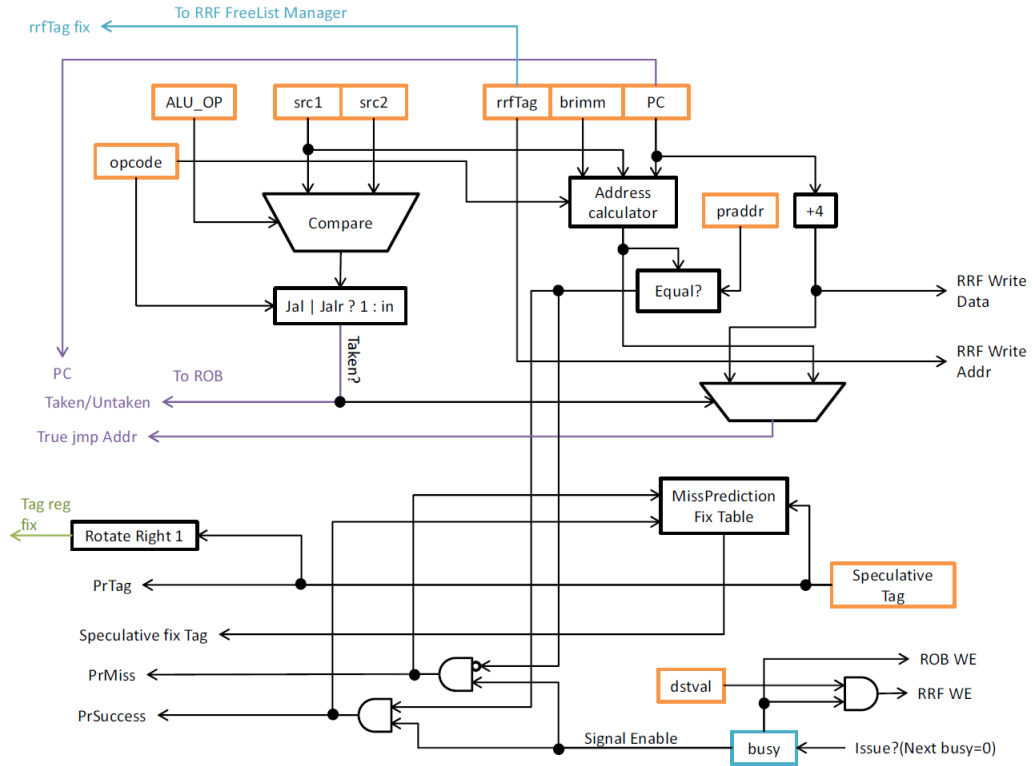 To RRF FreeList Manager
rrfTag fix
ALU_OP
src1
src2
rrfTag
brimm
PC
opcode
Address
calculator
praddr
+4
Compare
Equal?
RRF Write
Data
Jal | Jalr ? 1 : in
Taken?
RRF Write
Addr
PC
To ROB
Taken/Untaken
True jmp Addr
MissPrediction
Fix Table
Tag reg
fix
Rotate Right 1
PrTag
Speculative
Tag
Speculative fix Tag
ROB WE
PrMiss
dstval
RRF WE
PrSuccess
Signal Enable
busy
Issue?(Next busy=0)